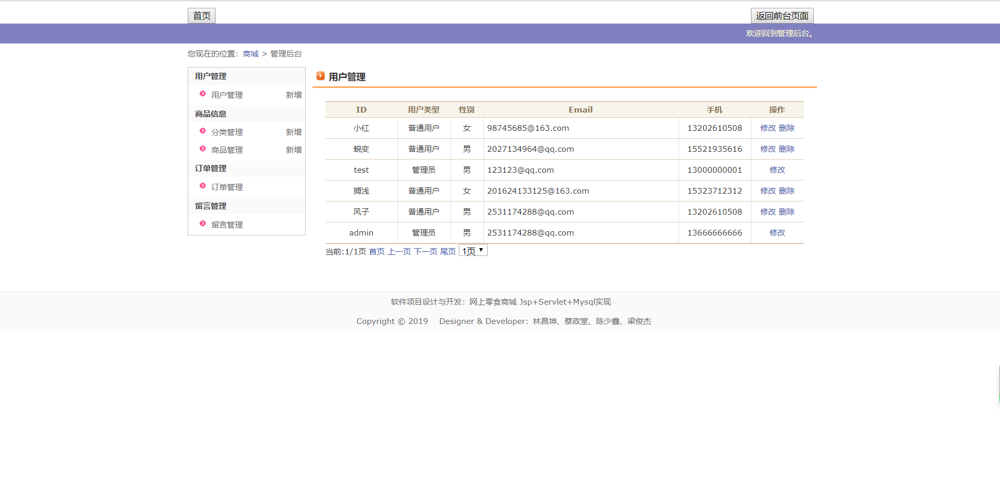 首页 返回前台页面
欢迎回到管理后台。
您现在的位置：商城 > 管理后台
用户管理
用户管理 新增
商品信息
分类管理 新增
商品管理 新增
订单管理
订单管理
留言管理
留言管理
用户管理
ID 用户类型 性别 Email 手机 操作
小红 普通用户 女 98745685@163.com 13202610508 修改 删除
蜕变 普通用户 男 2027134964@qq.com 15521935616 修改 删除
test 管理员 男 123123@qq.com 13000000001 修改
搁浅 普通用户 女 201624133125@163.com 15323712312 修改 删除
风子 普通用户 男 2531174288@qq.com 13202610508 修改 删除
admin 管理员 男 2531174288@qq.com 13666666666 修改
当前:1/1页 首页 上一页 下一页 尾页 1页
软件项目设计与开发：网上零食商城 Jsp+Servlet+Mysql实现
Copyright © 2019 Designer & Developer：林昌坤、蔡政堂、陈少鑫、梁俊杰